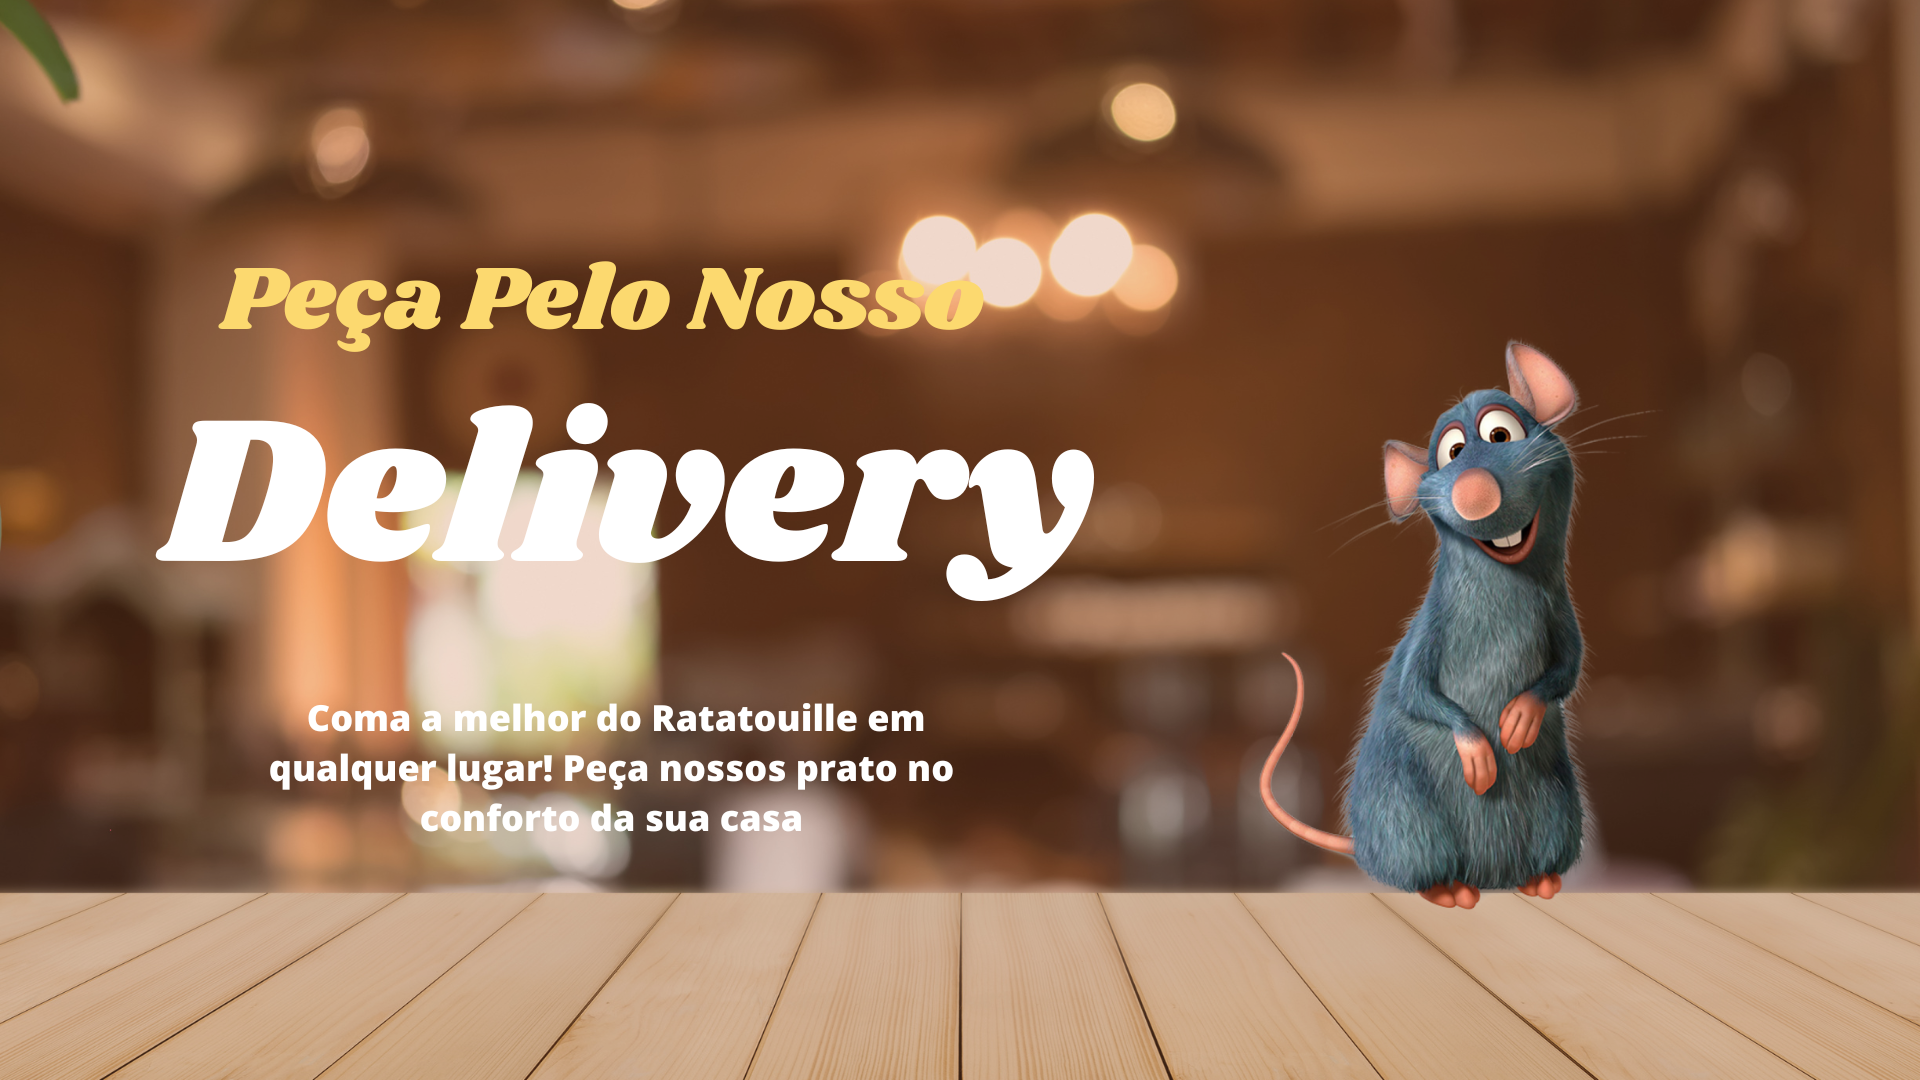 Peça Pelo Nosso
Delivery
Coma a melhor do Ratatouille em
qualquer lugar! Peça nossos prato no
conforto da sua casa